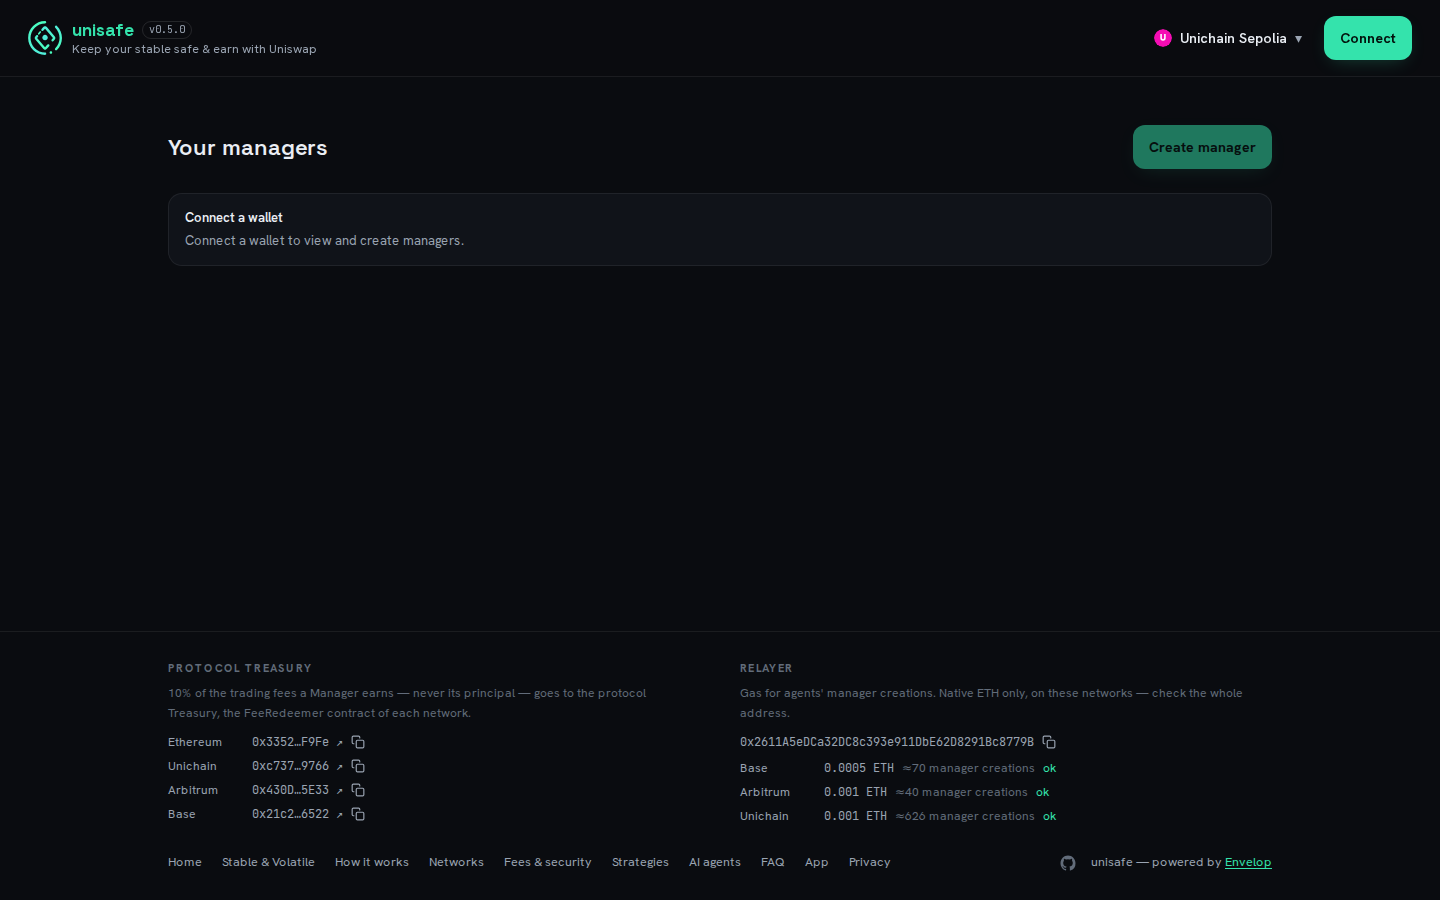 unisafe v0.5.0
Keep your stable safe & earn with Uniswap
U Unichain Sepolia ▾
Connect
Your managers
Create manager
Connect a wallet
Connect a wallet to view and create managers.
PROTOCOL TREASURY
10% of the trading fees a Manager earns — never its principal — goes to the protocol
Treasury, the FeeRedeemer contract of each network.
Ethereum 0x3352…F9Fe ↗
Unichain 0xc737…9766 ↗
Arbitrum 0x430D…5E33 ↗
Base 0x21c2…6522 ↗
RELAYER
Gas for agents' manager creations. Native ETH only, on these networks — check the whole
address.
0x2611A5eDCa32DC8c393e911DbE62D8291Bc8779B
Base 0.0005 ETH ≈70 manager creations ok
Arbitrum 0.001 ETH ≈40 manager creations ok
Unichain 0.001 ETH ≈626 manager creations ok
Home Stable & Volatile How it works Networks Fees & security Strategies AI agents FAQ App Privacy
unisafe — powered by Envelop